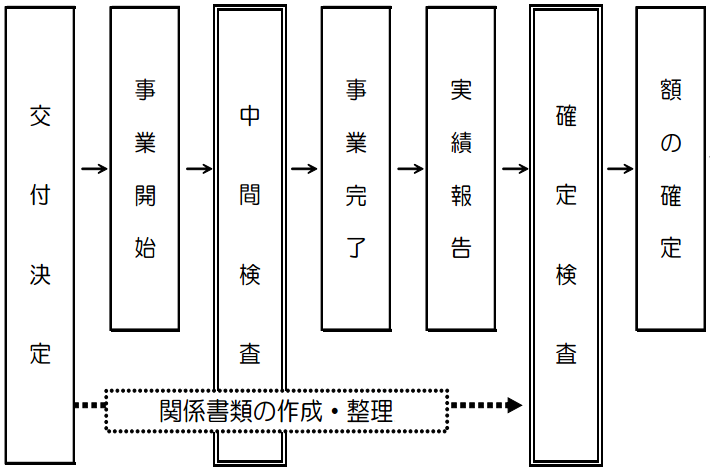 交付決定
事業開始
中間検査
事業完了
実績報告
確定検査
額の確定
関係書類の作成・整理